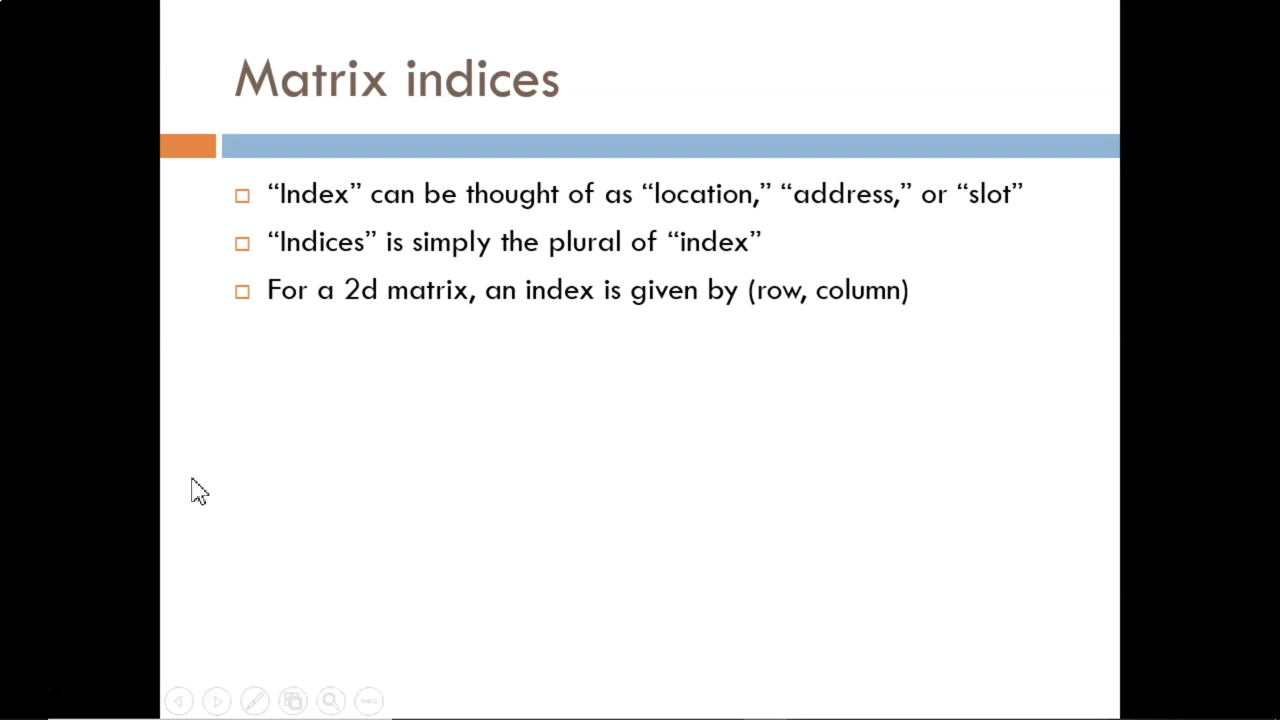 Matrix indices
“Index” can be thought of as “location,” “address,” or “slot”
“Indices” is simply the plural of “index”
For a 2d matrix, an index is given by (row, column)